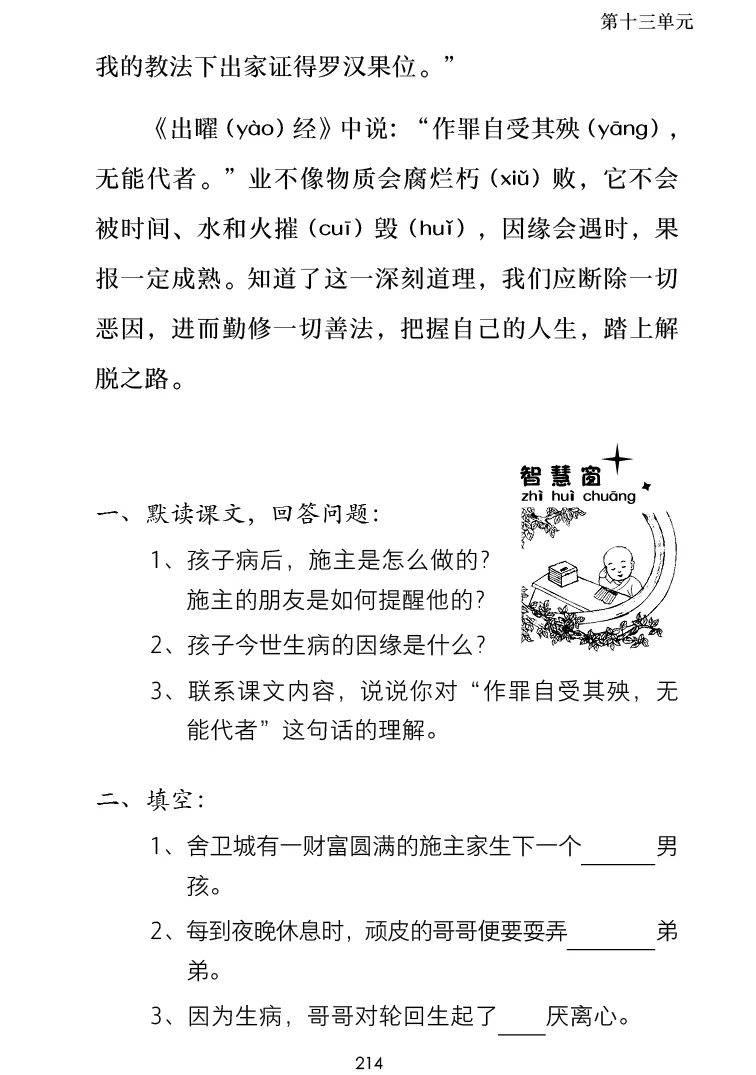 第十三单元
我的教法下出家证得罗汉果位。”
《出曜（yào）经》中说：“作罪自受其殃（yāng），
无能代者。”业不像物质会腐烂朽（xiǔ）败，它不会
被时间、水和火摧（cuī）毁（huǐ），因缘会遇时，果
报一定成熟。知道了这一深刻道理，我们应断除一切
恶因，进而勤修一切善法，把握自己的人生，踏上解
脱之路。
智慧窗
zhì huì chuāng
一、默读课文，回答问题：
1、孩子病后，施主是怎么做的？
施主的朋友是如何提醒他的？
2、孩子今世生病的因缘是什么？
3、联系课文内容，说说你对“作罪自受其殃，无
能代者”这句话的理解。
二、填空：
1、舍卫城有一财富圆满的施主家生下一个______男
孩。
2、每到夜晚休息时，顽皮的哥哥便要耍弄_______弟
弟。
3、因为生病，哥哥对轮回生起了____厌离心。
214